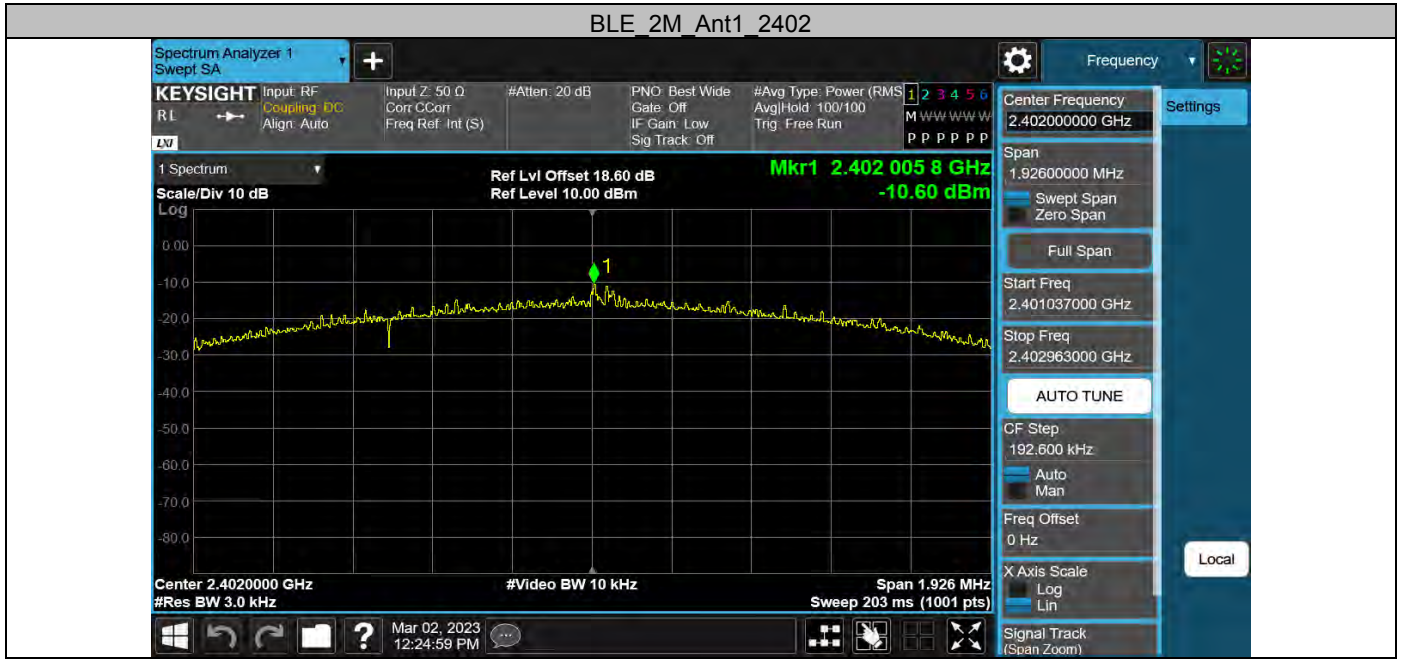 BLE_2M_Ant1_2402
Spectrum Analyzer 1
Swept SA
Frequency
KEYSIGHT
RL
LXI
Input: RF
Coupling: DC
Align: Auto
Input Z: 50 Ω
Corr CCorr
Freq Ref: Int (S)
#Atten: 20 dB
PNO: Best Wide
Gate: Off
IF Gain: Low
Sig Track: Off
#Avg Type: Power (RMS
Avg|Hold: 100/100
Trig: Free Run
1 2 3 4 5 6
M W W W W W
P P P P P P
1 Spectrum
Scale/Div 10 dB
Ref Lvl Offset 18.60 dB
Ref Level 10.00 dBm
Mkr1 2.402 005 8 GHz
-10.60 dBm
Log
0.00
-10.0
-20.0
-30.0
-40.0
-50.0
-60.0
-70.0
-80.0
1
Center 2.4020000 GHz
#Res BW 3.0 kHz
#Video BW 10 kHz
Span 1.926 MHz
Sweep 203 ms (1001 pts)
Mar 02, 2023
12:24:59 PM
?
Center Frequency
2.402000000 GHz
Span
1.92600000 MHz
Swept Span
Zero Span
Full Span
Start Freq
2.401037000 GHz
Stop Freq
2.402963000 GHz
AUTO TUNE
CF Step
192.600 kHz
Auto
Man
Freq Offset
0 Hz
X Axis Scale
Log
Lin
Signal Track
(Span Zoom)
Settings
Local